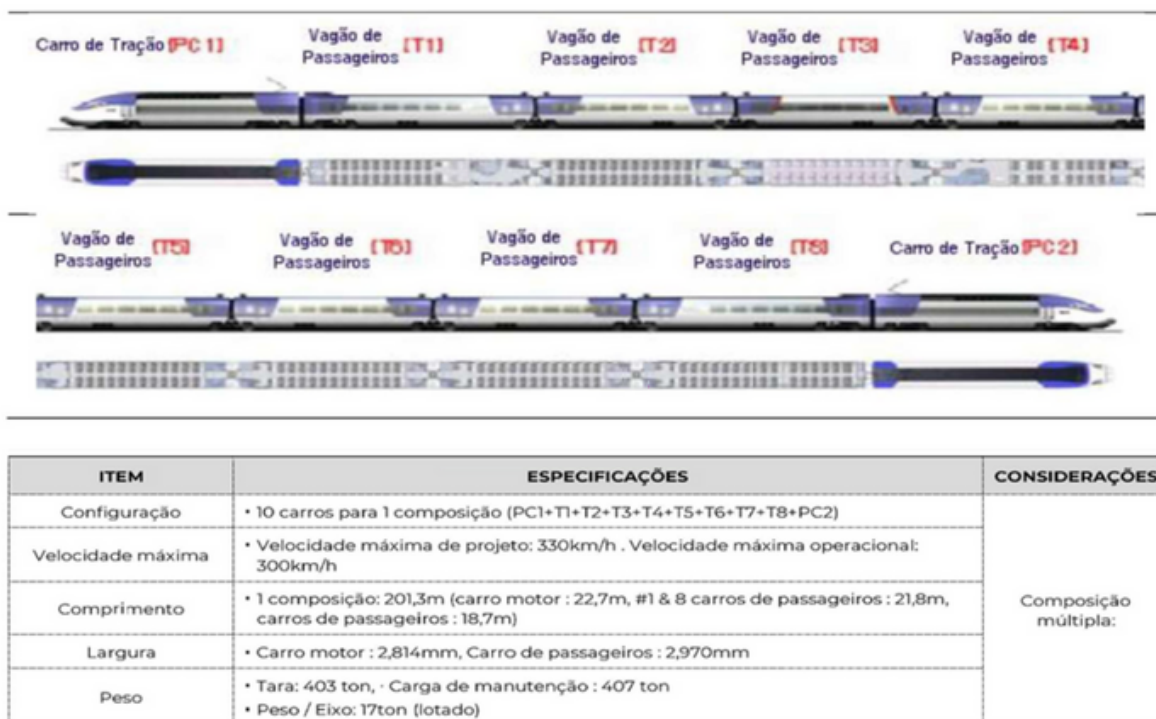 Carro de Tração [PC 1]
Vagão de Passageiros [T1]
Vagão de Passageiros [T2]
Vagão de Passageiros [T3]
Vagão de Passageiros [T4]
Vagão de Passageiros [T5]
Vagão de Passageiros [T6]
Vagão de Passageiros [T7]
Vagão de Passageiros [T8]
Carro de Tração [PC 2]
ITEM ESPECIFICAÇÕES CONSIDERAÇÕES
Configuração • 10 carros para 1 composição (PC1+T1+T2+T3+T4+T5+T6+T7+T8+PC2)
Velocidade máxima • Velocidade máxima de projeto: 330km/h . Velocidade máxima operacional:
300km/h
Comprimento • 1 composição: 201,3m (carro motor : 22,7m, #1 & 8 carros de passageiros : 21,8m,
carros de passageiros : 18,7m)
Composição
múltipla:
Largura • Carro motor : 2,814mm, Carro de passageiros : 2,970mm
Peso • Tara: 403 ton, · Carga de manutenção : 407 ton
• Peso / Eixo: 17ton (lotado)